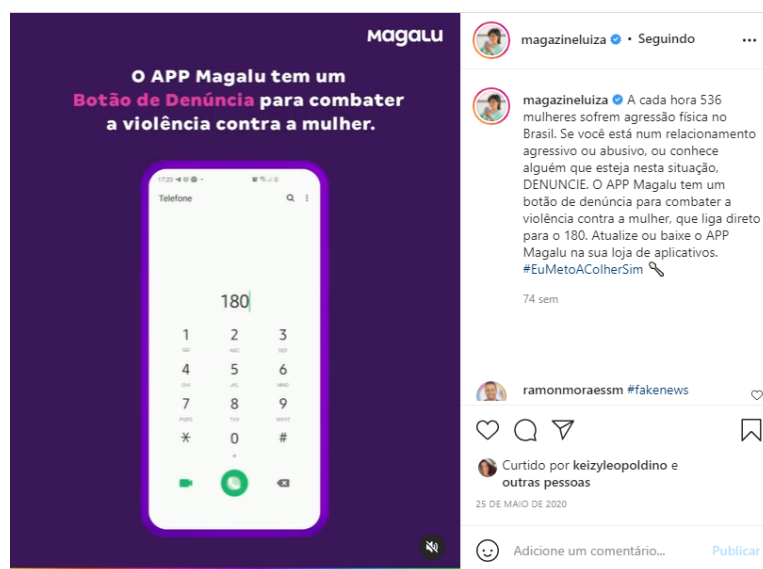 Magalu
O APP Magalu tem um
Botão de Denúncia para combater
a violência contra a mulher.
17:20
Telefone
180
1 2 3
ABC DEF
4 5 6
GHI JKL MNO
7 8 9
PQRS TUV WXYZ
* 0 #
+
magazineluiza • Seguindo
magazineluiza A cada hora 536
mulheres sofrem agressão física no
Brasil. Se você está num relacionamento
agressivo ou abusivo, ou conhece
alguém que esteja nesta situação,
DENUNCIE. O APP Magalu tem um
botão de denúncia para combater a
violência contra a mulher, que liga direto
para o 180. Atualize ou baixe o APP
Magalu na sua loja de aplicativos.
#EuMetoAColherSim
74 sem
ramonmoraessm #fakenews
Curtido por keizyleopoldino e
outras pessoas
25 DE MAIO DE 2020
Adicione um comentário... Publicar